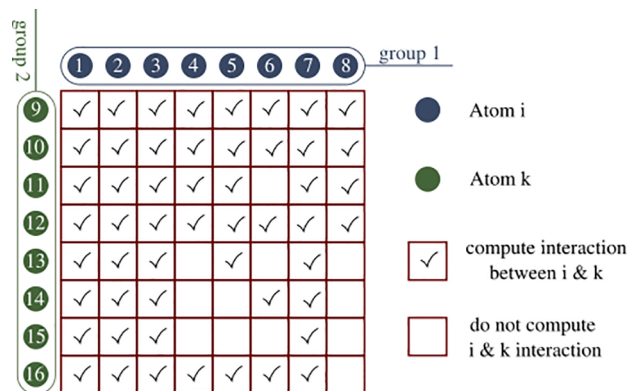 group 2
group 1
1 2 3 4 5 6 7 8
9
10
11
12
13
14
15
16
Atom i
Atom k
compute interaction
between i & k
do not compute
i & k interaction